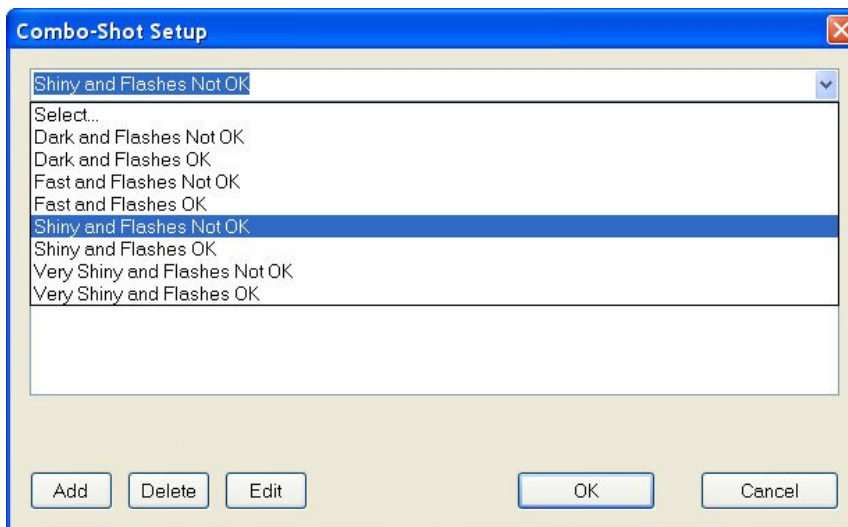 Combo-Shot Setup
Shiny and Flashes Not OK
Select...
Dark and Flashes Not OK
Dark and Flashes OK
Fast and Flashes Not OK
Fast and Flashes OK
Shiny and Flashes Not OK
Shiny and Flashes OK
Very Shiny and Flashes Not OK
Very Shiny and Flashes OK
Add Delete Edit OK Cancel